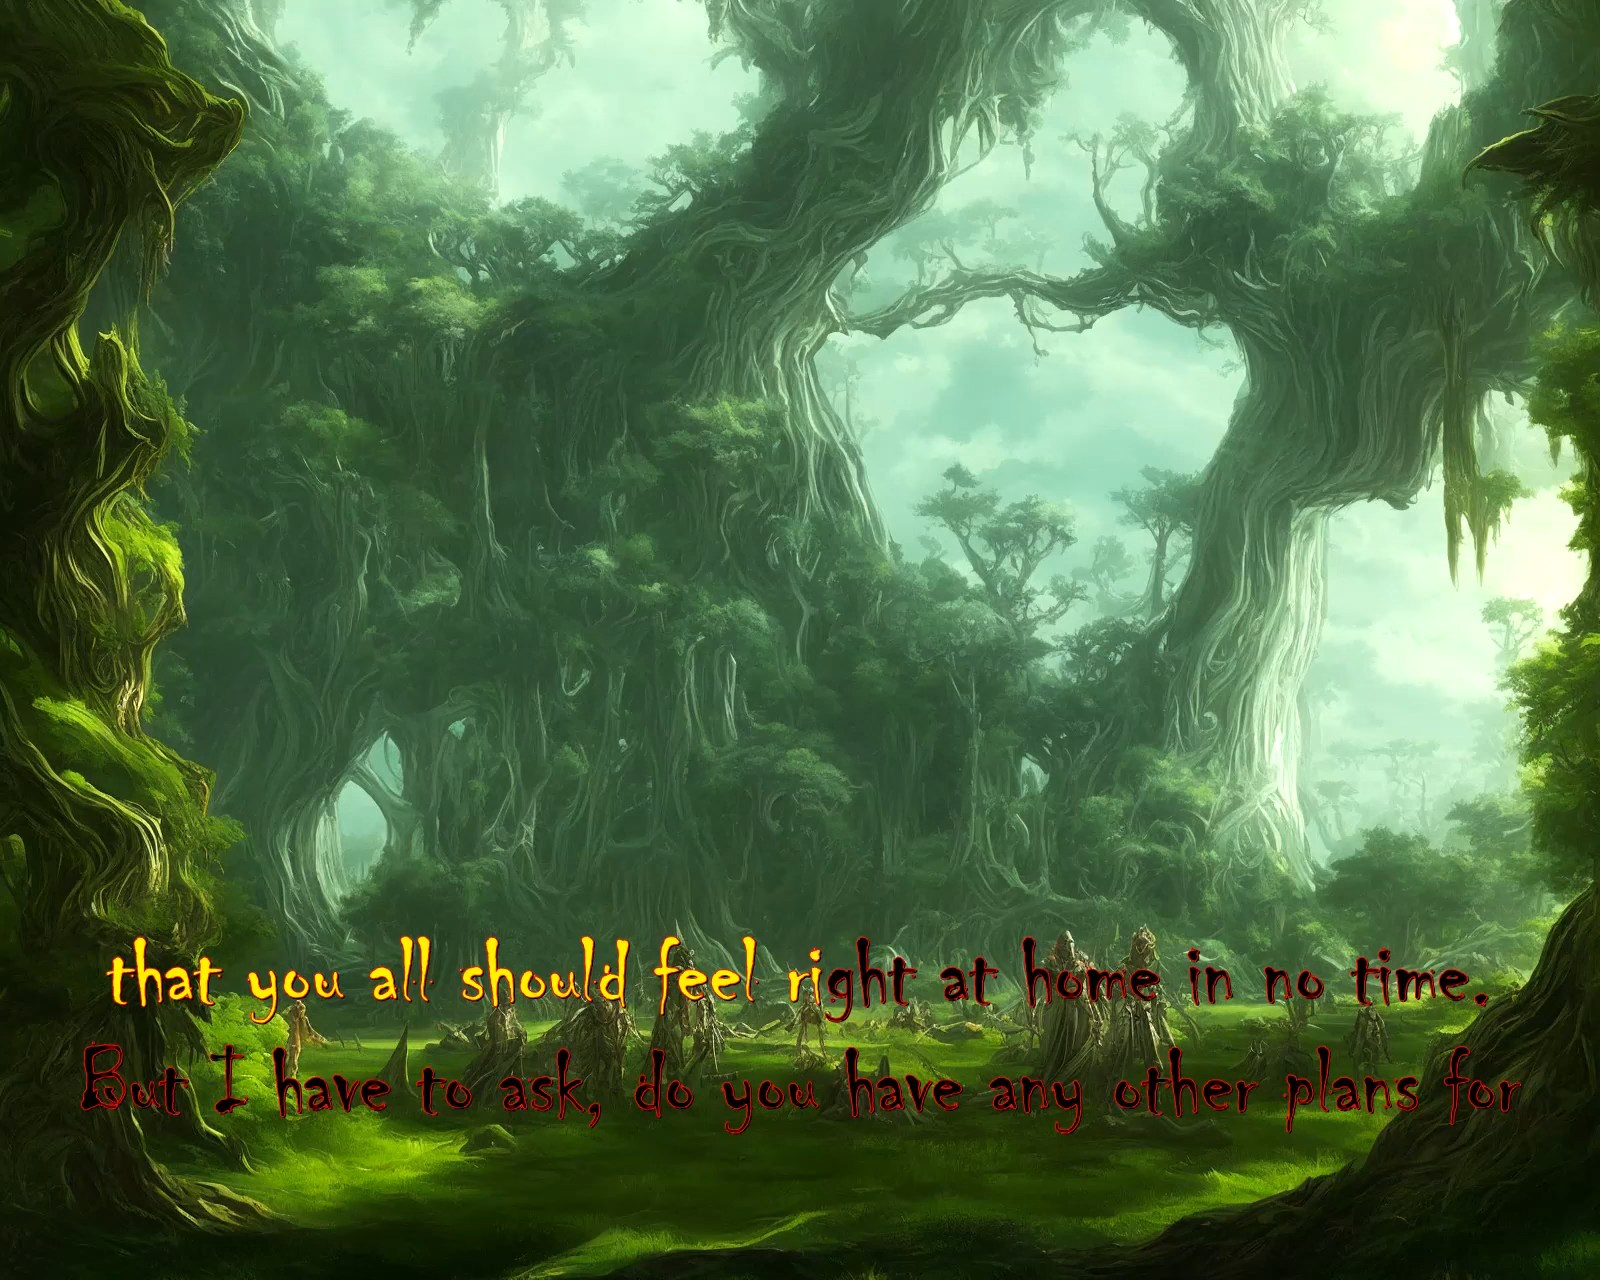 that you all should feel right at home in no time.
But I have to ask, do you have any other plans for